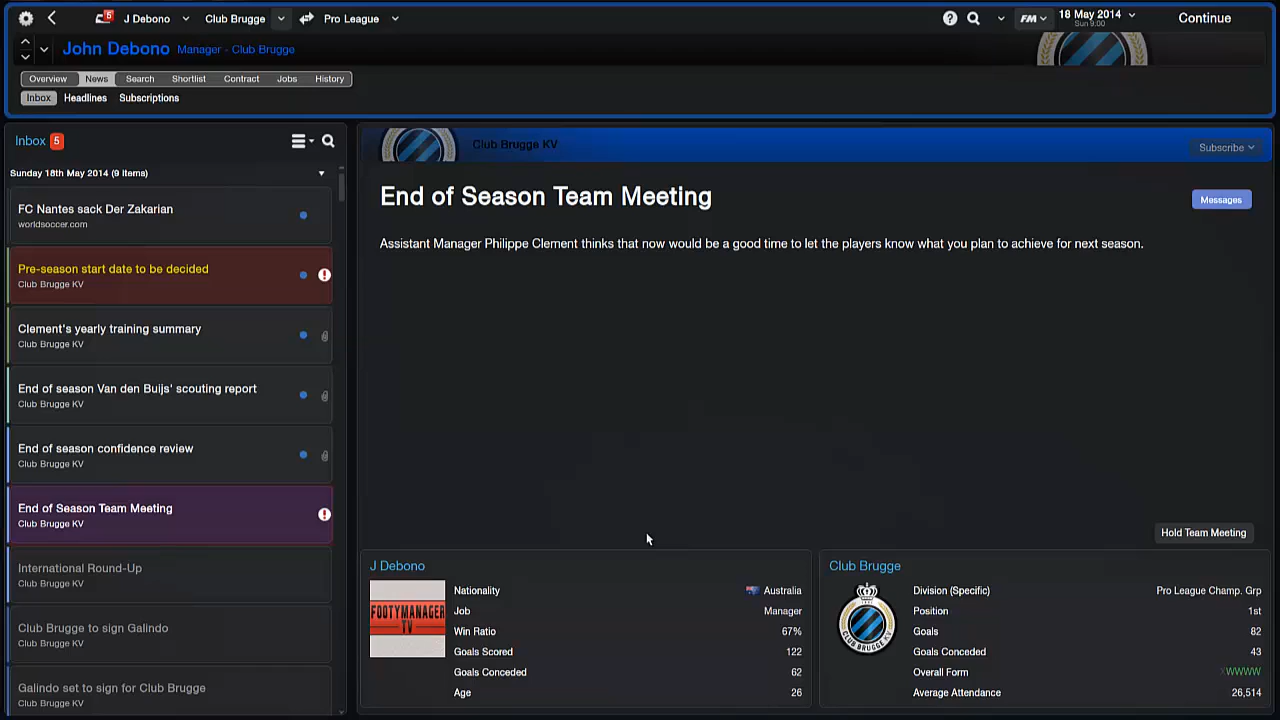 5
J Debono
Club Brugge
Pro League
FM
18 May 2014
Sun 9:00
Continue
John Debono Manager - Club Brugge
Overview News Search Shortlist Contract Jobs History
Inbox Headlines Subscriptions
Inbox 5
Sunday 18th May 2014 (9 Items)
FC Nantes sack Der Zakarian
worldsoccer.com
Pre-season start date to be decided
Club Brugge KV
Clement's yearly training summary
Club Brugge KV
End of season Van den Buijs' scouting report
Club Brugge KV
End of season confidence review
Club Brugge KV
End of Season Team Meeting
Club Brugge KV
International Round-Up
Club Brugge KV
Club Brugge to sign Galindo
Club Brugge KV
Galindo set to sign for Club Brugge
Club Brugge KV
Club Brugge KV
Subscribe
End of Season Team Meeting
Messages
Assistant Manager Philippe Clement thinks that now would be a good time to let the players know what you plan to achieve for next season.
Hold Team Meeting
J Debono
FOOTYMANAGER
TV
Nationality Australia
Job Manager
Win Ratio 67%
Goals Scored 122
Goals Conceded 62
Age 26
Club Brugge
CLUB BRUGGE KV
Division (Specific) Pro League Champ. Grp
Position 1st
Goals 82
Goals Conceded 43
Overall Form WWWW
Average Attendance 26,514